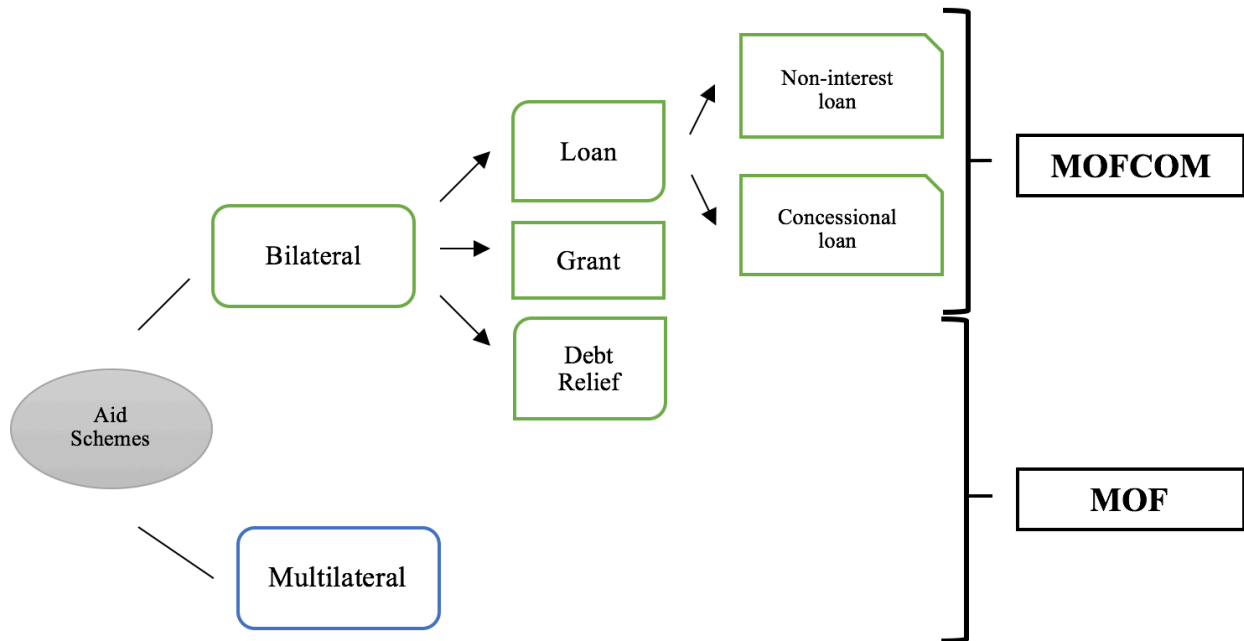 Aid
Schemes
Bilateral
Multilateral
Loan
Grant
Debt
Relief
Non-interest
loan
Concessional
loan
MOFCOM
MOF